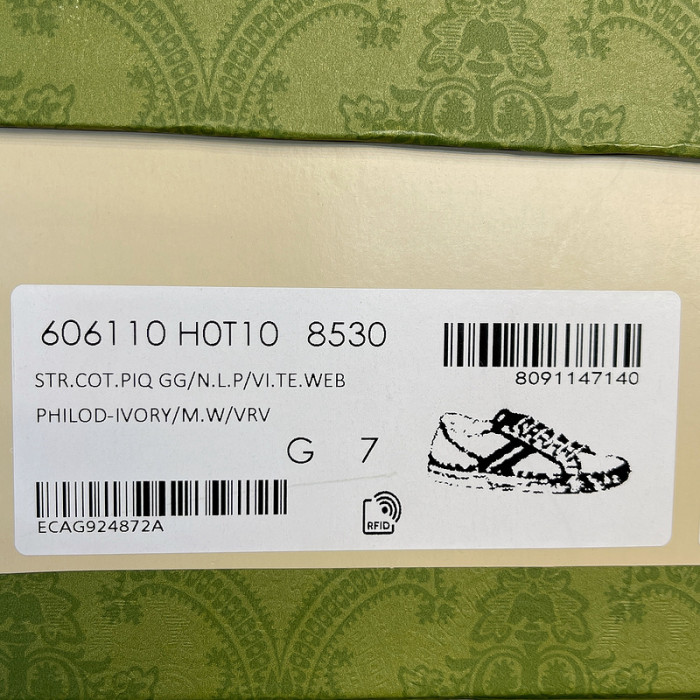 606110 H0T10 8530
8091147140
STR.COT.PIQ GG/N.L.P/VI.TE.WEB
PHILOD-IVORY/M.W/VRV
G 7
ECAG924872A
RFID